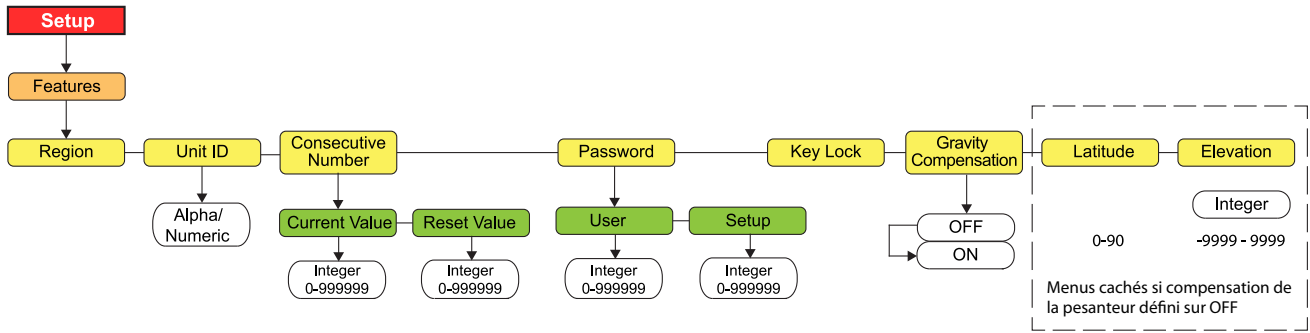 Setup
Features
Region
Unit ID
Consecutive
Number
Password
Key Lock
Gravity
Compensation
Latitude
Elevation
Alpha/
Numeric
Current Value
Reset Value
User
Setup
OFF
ON
Integer
0-90
-9999 - 9999
Integer
0-999999
Integer
0-999999
Integer
0-999999
Integer
0-999999
Menus cachés si compensation de
la pesanteur défini sur OFF